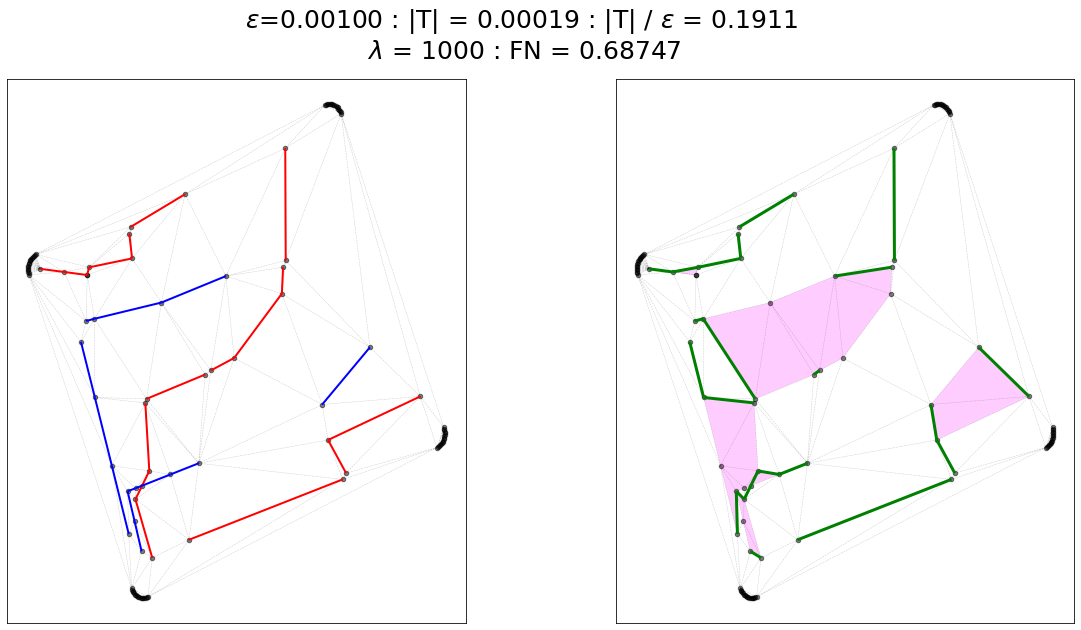 ε=0.00100 : |T| = 0.00019 : |T| / ε = 0.1911
λ = 1000 : FN = 0.68747